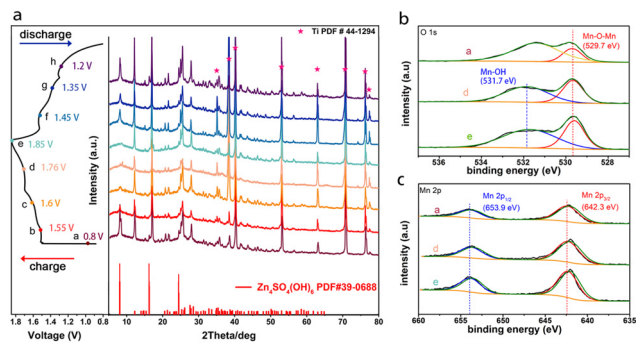 a
discharge
h
1.2 V
g
1.35 V
f
1.45 V
e
1.85 V
d
1.76 V
c
1.6 V
b
1.55 V
a
0.8 V
charge
1.8 1.6 1.4 1.2 1.0 0.8
Voltage (V)
Intensity (a.u.)
★ Ti PDF # 44-1294
Zn4SO4(OH)6 PDF#39-0688
10 20 30 40 50 60 70 80
2Theta/deg
b
O 1s
Mn-O-Mn
(529.7 eV)
a
Mn-OH
(531.7 eV)
d
e
intensity (a.u)
536 534 532 530 528
binding energy (eV)
c
Mn 2p
Mn 2p1/2
(653.9 eV)
Mn 2p3/2
(642.3 eV)
a
d
e
intensity (a.u)
660 655 650 645 640 635
binding energy (eV)